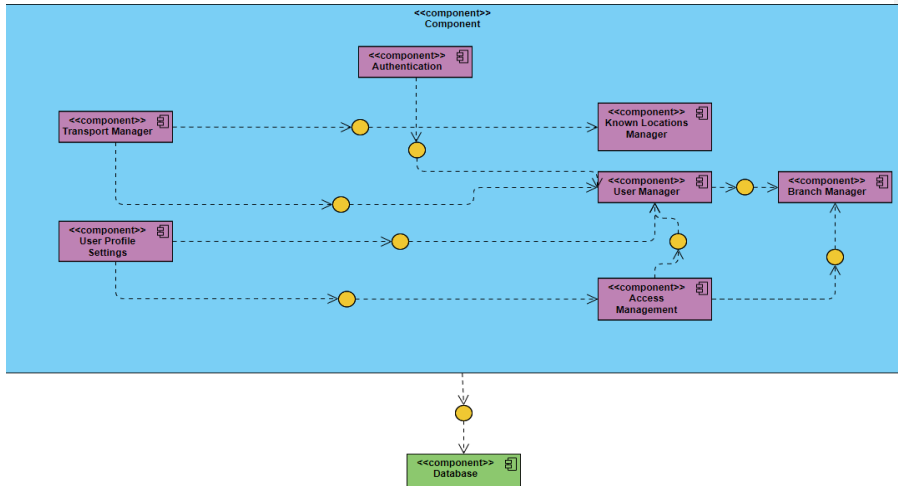 <<component>>
Component
<<component>>
Authentication
<<component>>
Transport Manager
<<component>>
Known Locations
Manager
<<component>>
User Manager
<<component>>
Branch Manager
<<component>>
User Profile
Settings
<<component>>
Access
Management
<<component>>
Database